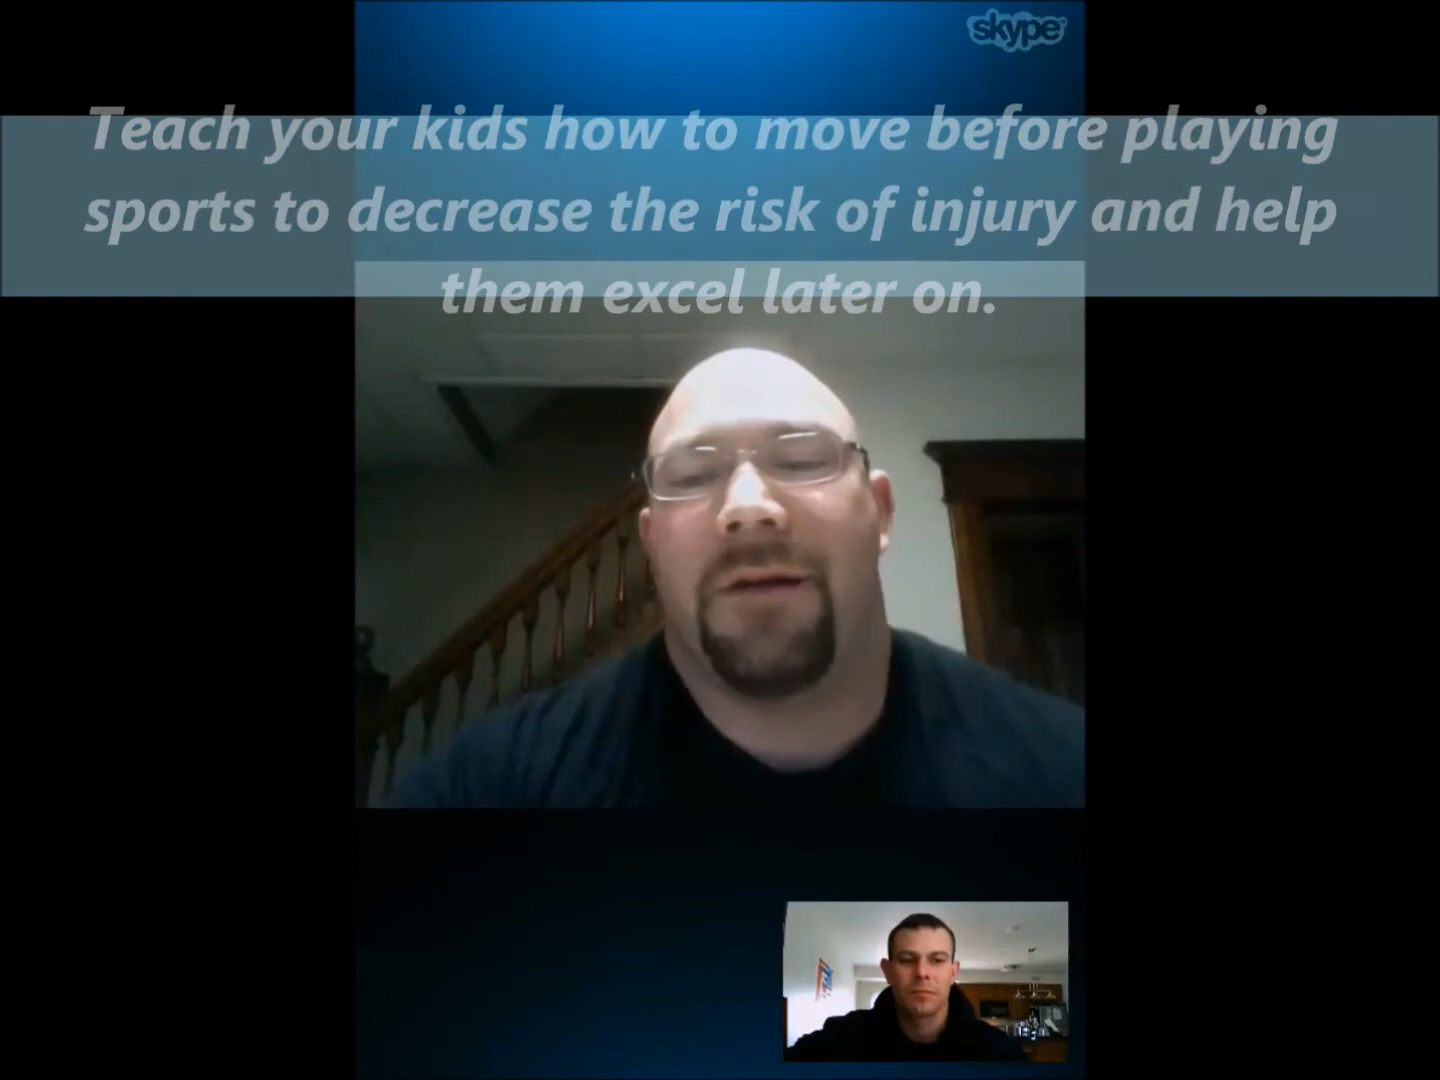 skype
Teach your kids how to move before playing
sports to decrease the risk of injury and help
them excel later on.